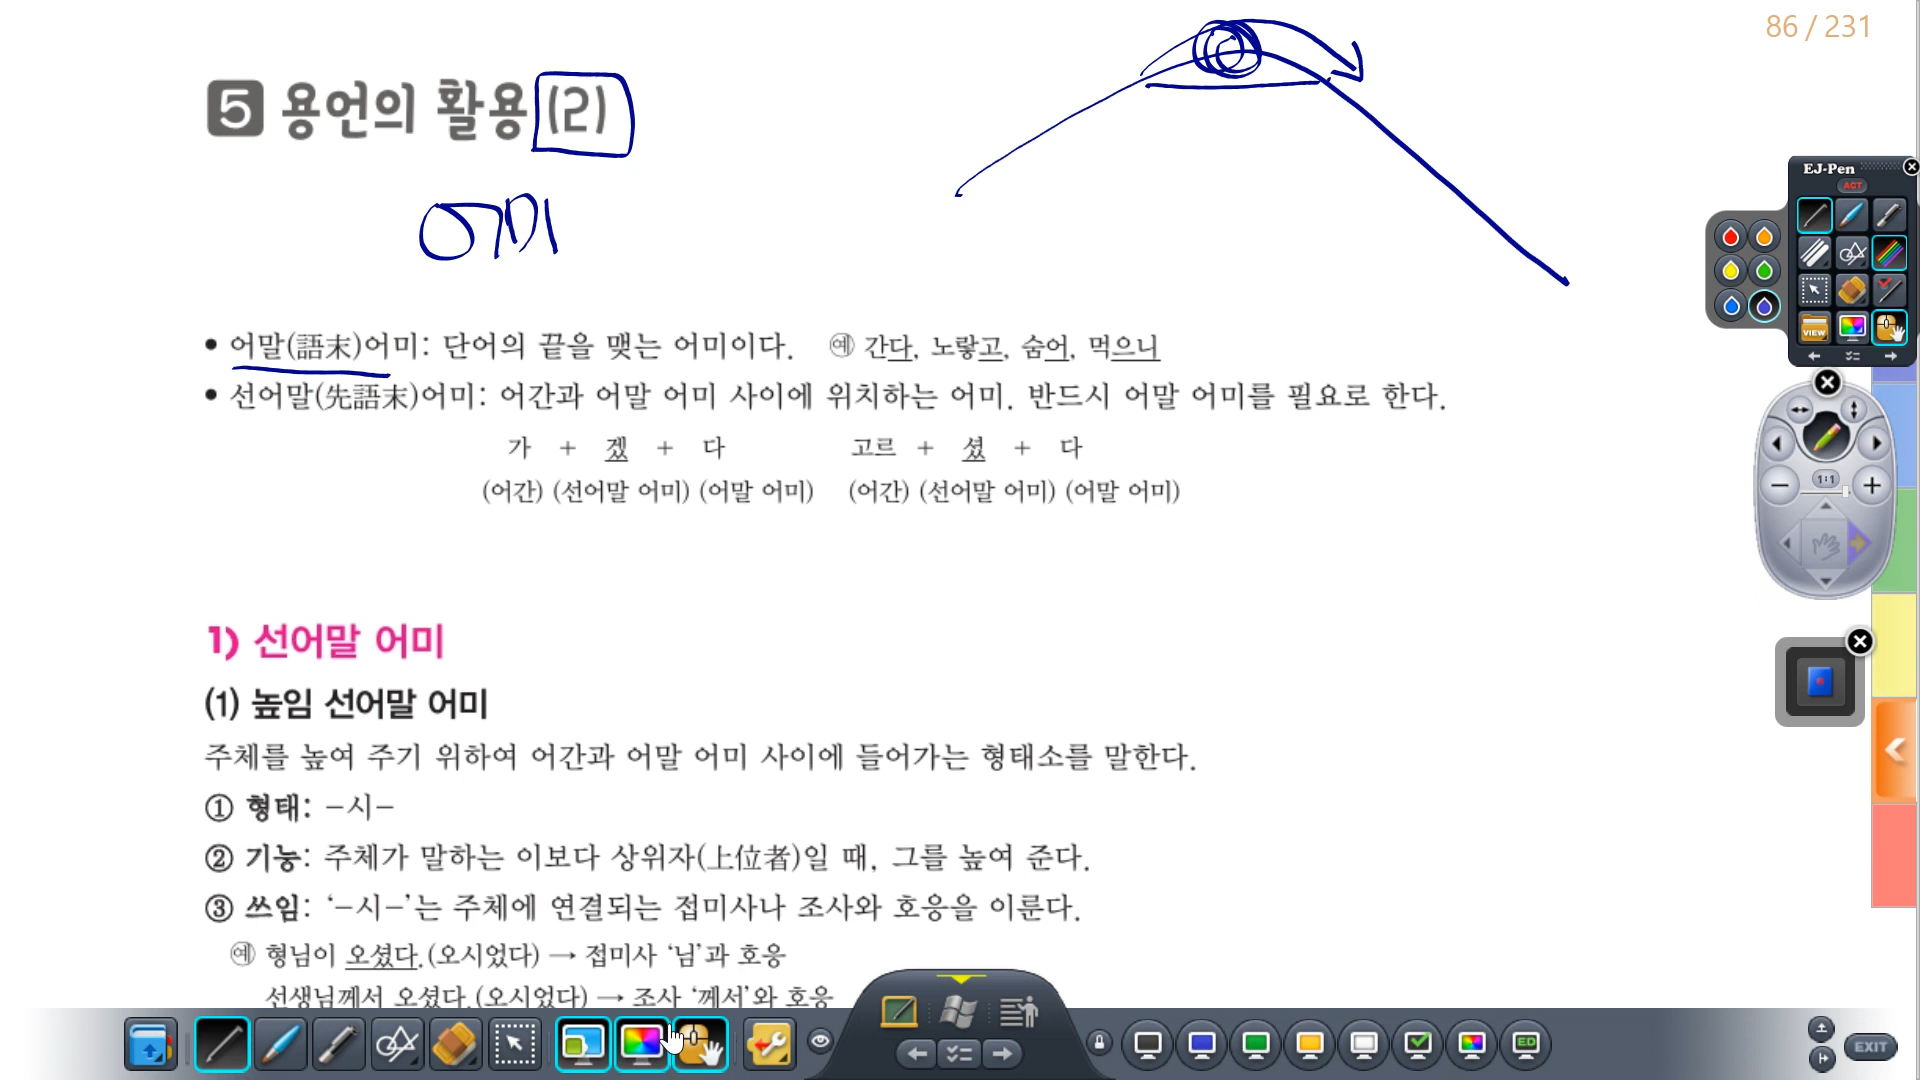 86 / 231
5 용언의 활용 (2)
어미
• 어말(語末)어미: 단어의 끝을 맺는 어미이다. 예 간다, 노랗고, 숨어, 먹으니
• 선어말(先語末)어미: 어간과 어말 어미 사이에 위치하는 어미. 반드시 어말 어미를 필요로 한다.
가 + 겠 + 다 고르 + 셨 + 다
(어간) (선어말 어미) (어말 어미) (어간) (선어말 어미) (어말 어미)
1) 선어말 어미
(1) 높임 선어말 어미
주체를 높여 주기 위하여 어간과 어말 어미 사이에 들어가는 형태소를 말한다.
① 형태: −시−
② 기능: 주체가 말하는 이보다 상위자(上位者)일 때, 그를 높여 준다.
③ 쓰임: ‘−시−’는 주체에 연결되는 접미사나 조사와 호응을 이룬다.
예 형님이 오셨다.(오시었다) → 접미사 ‘님’과 호응
선생님께서 오셨다.(오시었다) → 조사 ‘께서’와 호응
EJ-Pen
ACT
VIEW
1:1
ED
EXIT